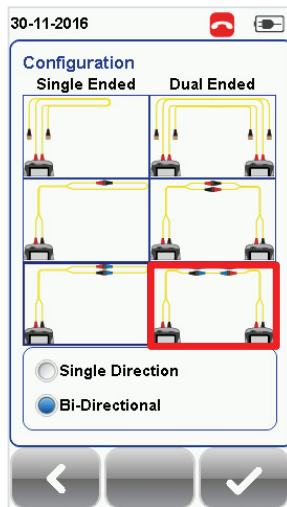 30-11-2016
Configuration
Single Ended Dual Ended
Single Direction
Bi-Directional